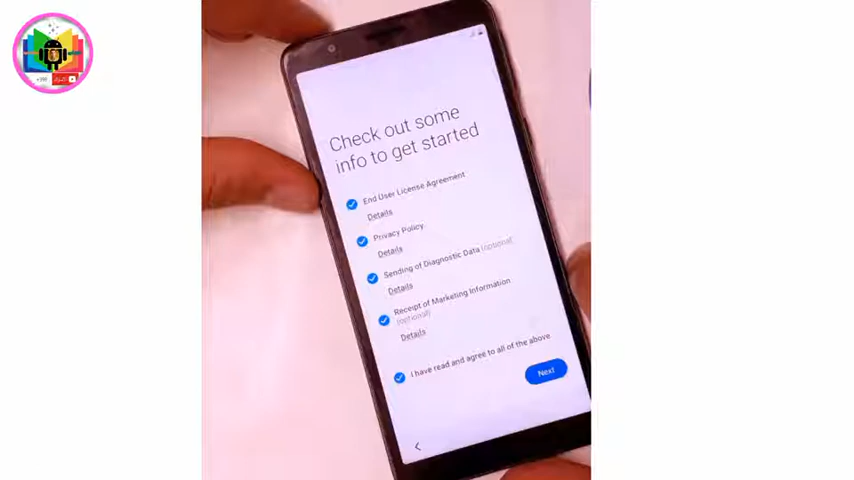 Check out some
info to get started
End User License Agreement
Details
Privacy Policy
Details
Sending of Diagnostic Data (optional)
Details
Receipt of Marketing Information
(optional)
Details
I have read and agree to all of the above
Next